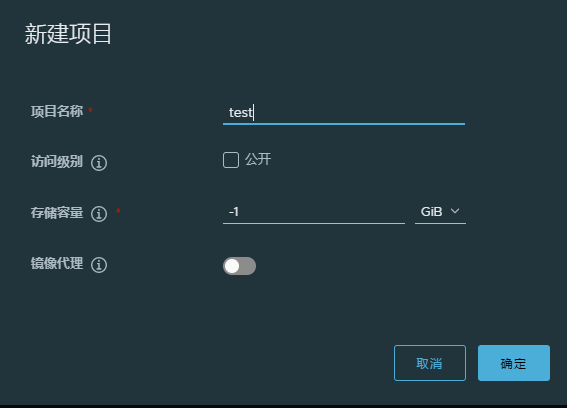 新建项目
项目名称 *
test
访问级别
公开
存储容量 *
-1 GiB
镜像代理
取消 确定